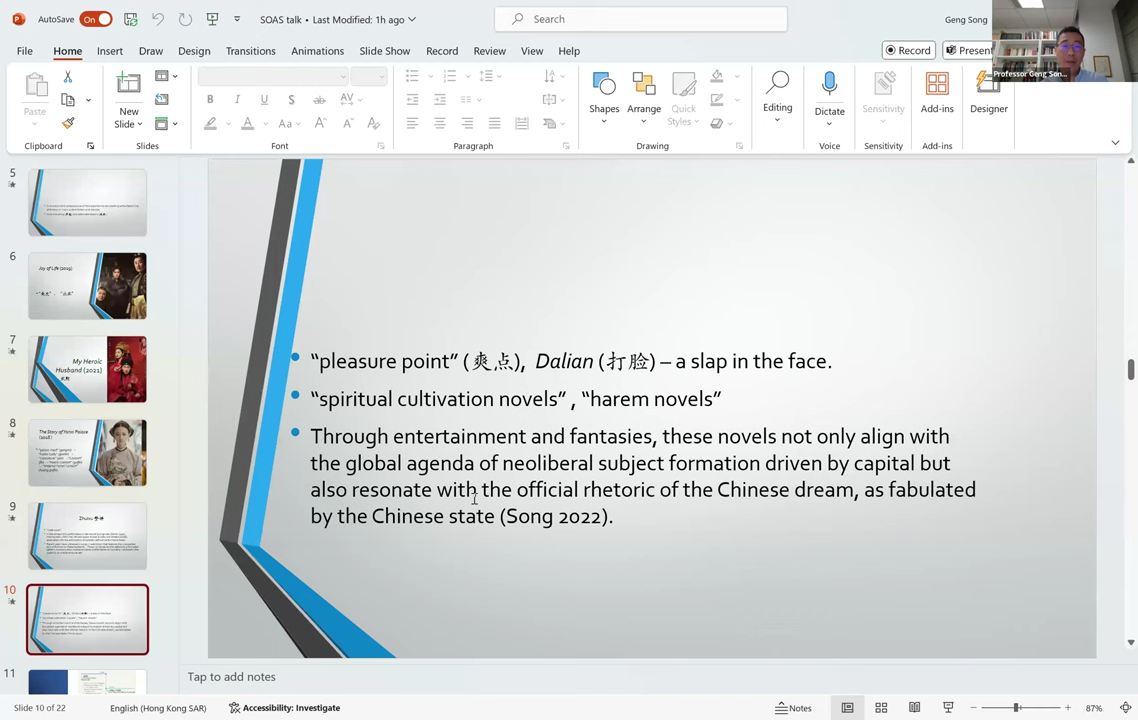 AutoSave On SOAS talk • Last Modified: 1h ago Search Geng Song
File Home Insert Draw Design Transitions Animations Slide Show Record Review View Help Record Present
Professor Geng Son...
Paste New Slide Shapes Arrange Quick Styles Editing Dictate Sensitivity Add-ins Designer
Clipboard Slides Font Paragraph Drawing Voice Sensitivity Add-ins
5
6
Joy of Life (2019)
7
My Heroic
Husband (2021)
8
The Story of Yanxi Palace
(2018)
9
10
11
“pleasure point” (爽点), Dalian (打脸) – a slap in the face.
“spiritual cultivation novels” , “harem novels”
Through entertainment and fantasies, these novels not only align with
the global agenda of neoliberal subject formation driven by capital but
also resonate with the official rhetoric of the Chinese dream, as fabulated
by the Chinese state (Song 2022).
Tap to add notes
Slide 10 of 22 English (Hong Kong SAR) Accessibility: Investigate Notes 87%